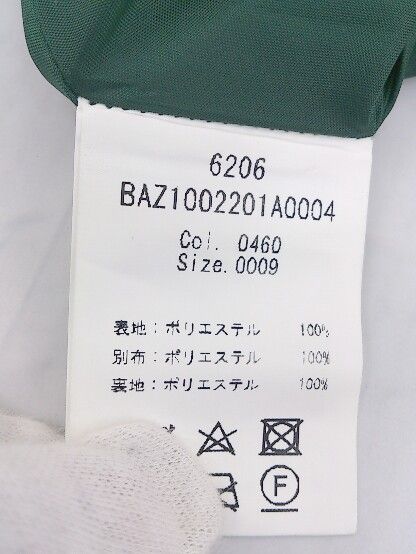 6206
BAZ1002201A0004
Col. 0460
Size.0009
表地:ポリエステル 100%
別布:ポリエステル 100%
裏地:ポリエステル 100%
F